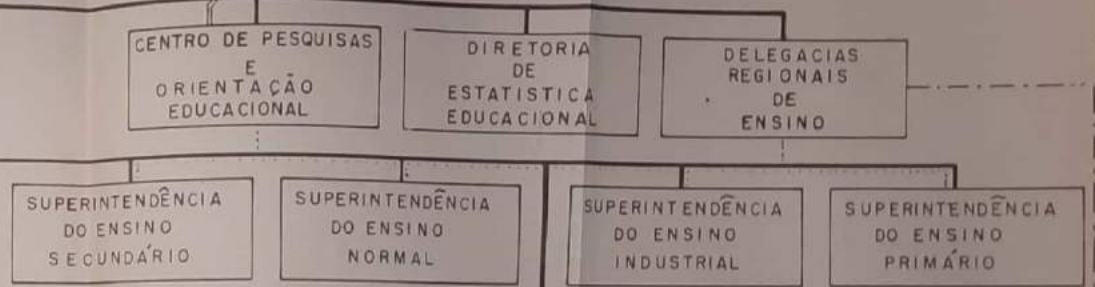 CENTRO DE PESQUISAS
E
ORIENTAÇÃO
EDUCACIONAL
DIRETORIA
DE
ESTATISTICA
EDUCACIONAL
DELEGACIAS
REGIONAIS
DE
ENSINO
SUPERINTENDÊNCIA
DO ENSINO
SECUNDÁRIO
SUPERINTENDÊNCIA
DO ENSINO
NORMAL
SUPERINTENDÊNCIA
DO ENSINO
INDUSTRIAL
SUPERINTENDÊNCIA
DO ENSINO
PRIMÁRIO